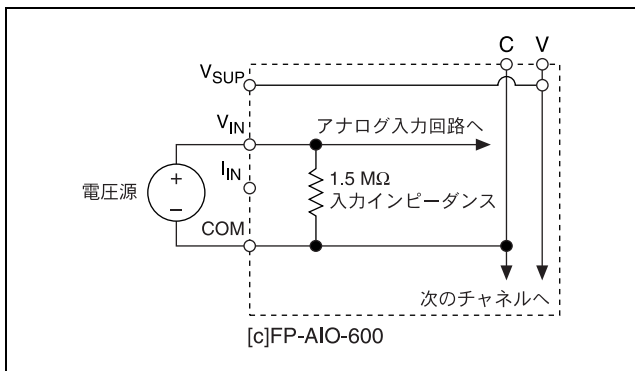 C V
VSUP
VIN
アナログ入力回路へ
IIN
1.5 MΩ
入力インピーダンス
電圧源
+
−
COM
次のチャネルへ
[c]FP-AIO-600